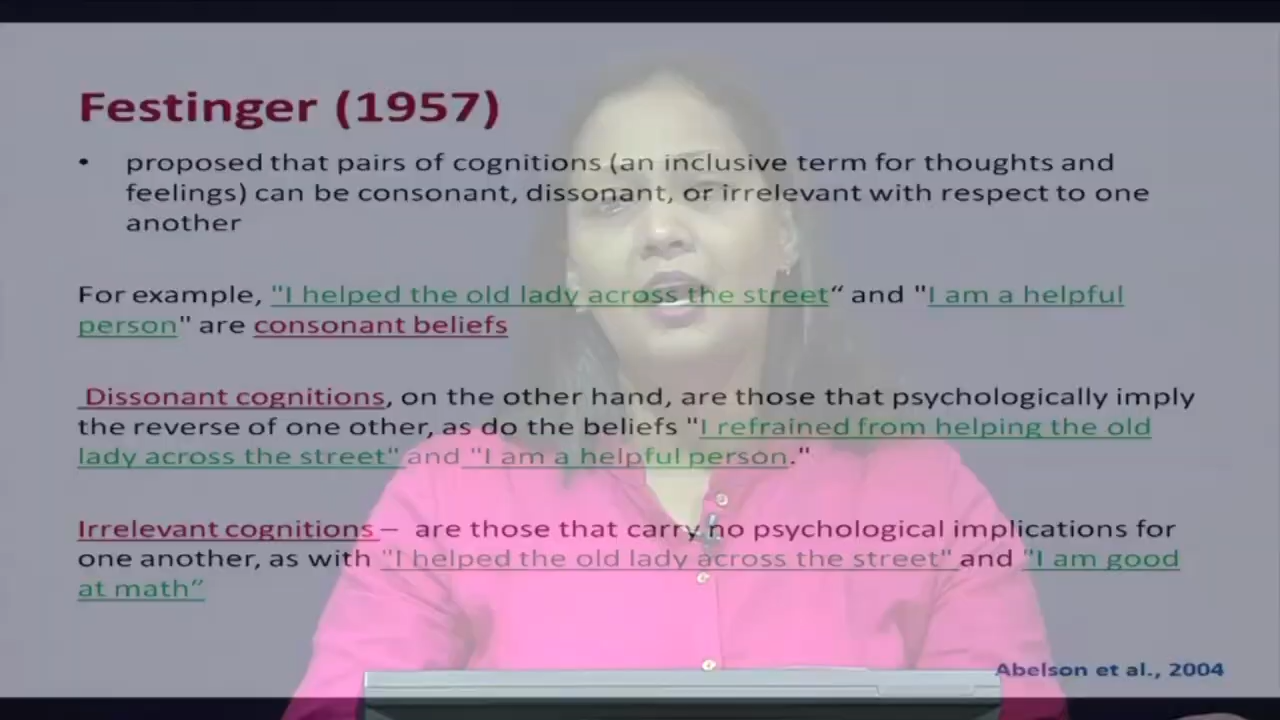 Festinger (1957)
• proposed that pairs of cognitions (an inclusive term for thoughts and
feelings) can be consonant, dissonant, or irrelevant with respect to one
another
For example, "I helped the old lady across the street“ and "I am a helpful
person" are consonant beliefs
Dissonant cognitions, on the other hand, are those that psychologically imply
the reverse of one other, as do the beliefs "I refrained from helping the old
lady across the street" and "I am a helpful person."
Irrelevant cognitions – are those that carry no psychological implications for
one another, as with "I helped the old lady across the street" and "I am good
at math”
Abelson et al., 2004